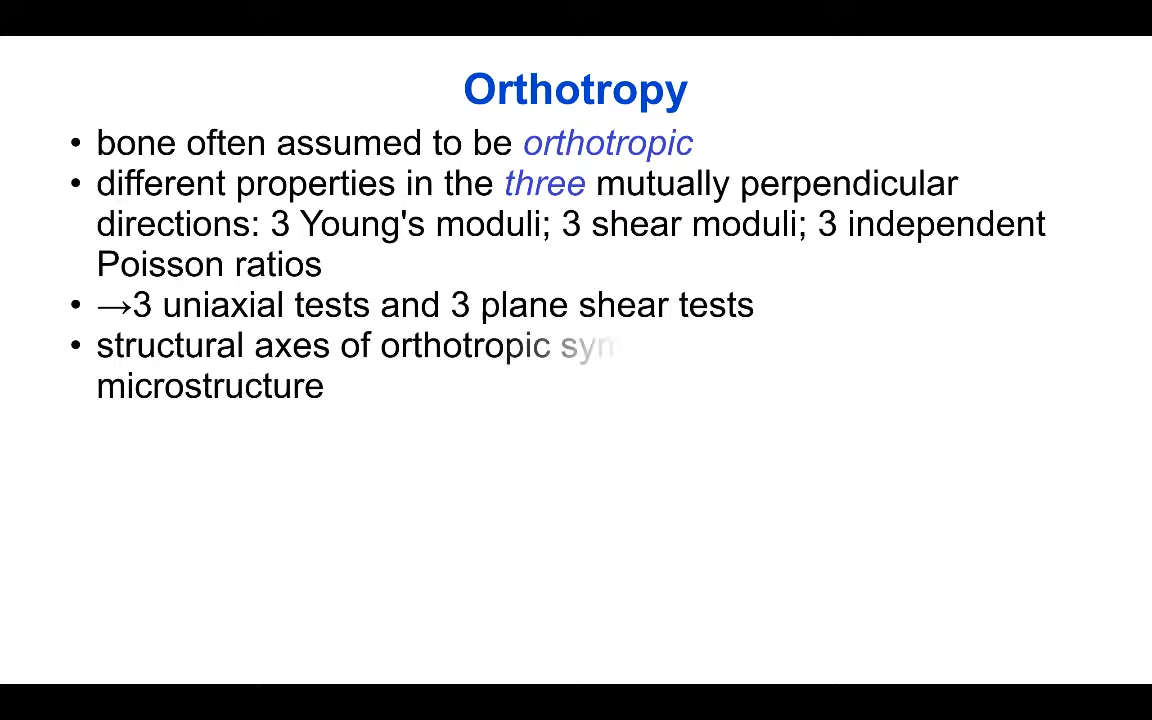 Orthotropy
• bone often assumed to be orthotropic
• different properties in the three mutually perpendicular
directions: 3 Young's moduli; 3 shear moduli; 3 independent
Poisson ratios
• →3 uniaxial tests and 3 plane shear tests
• structural axes of orthotropic
microstructure